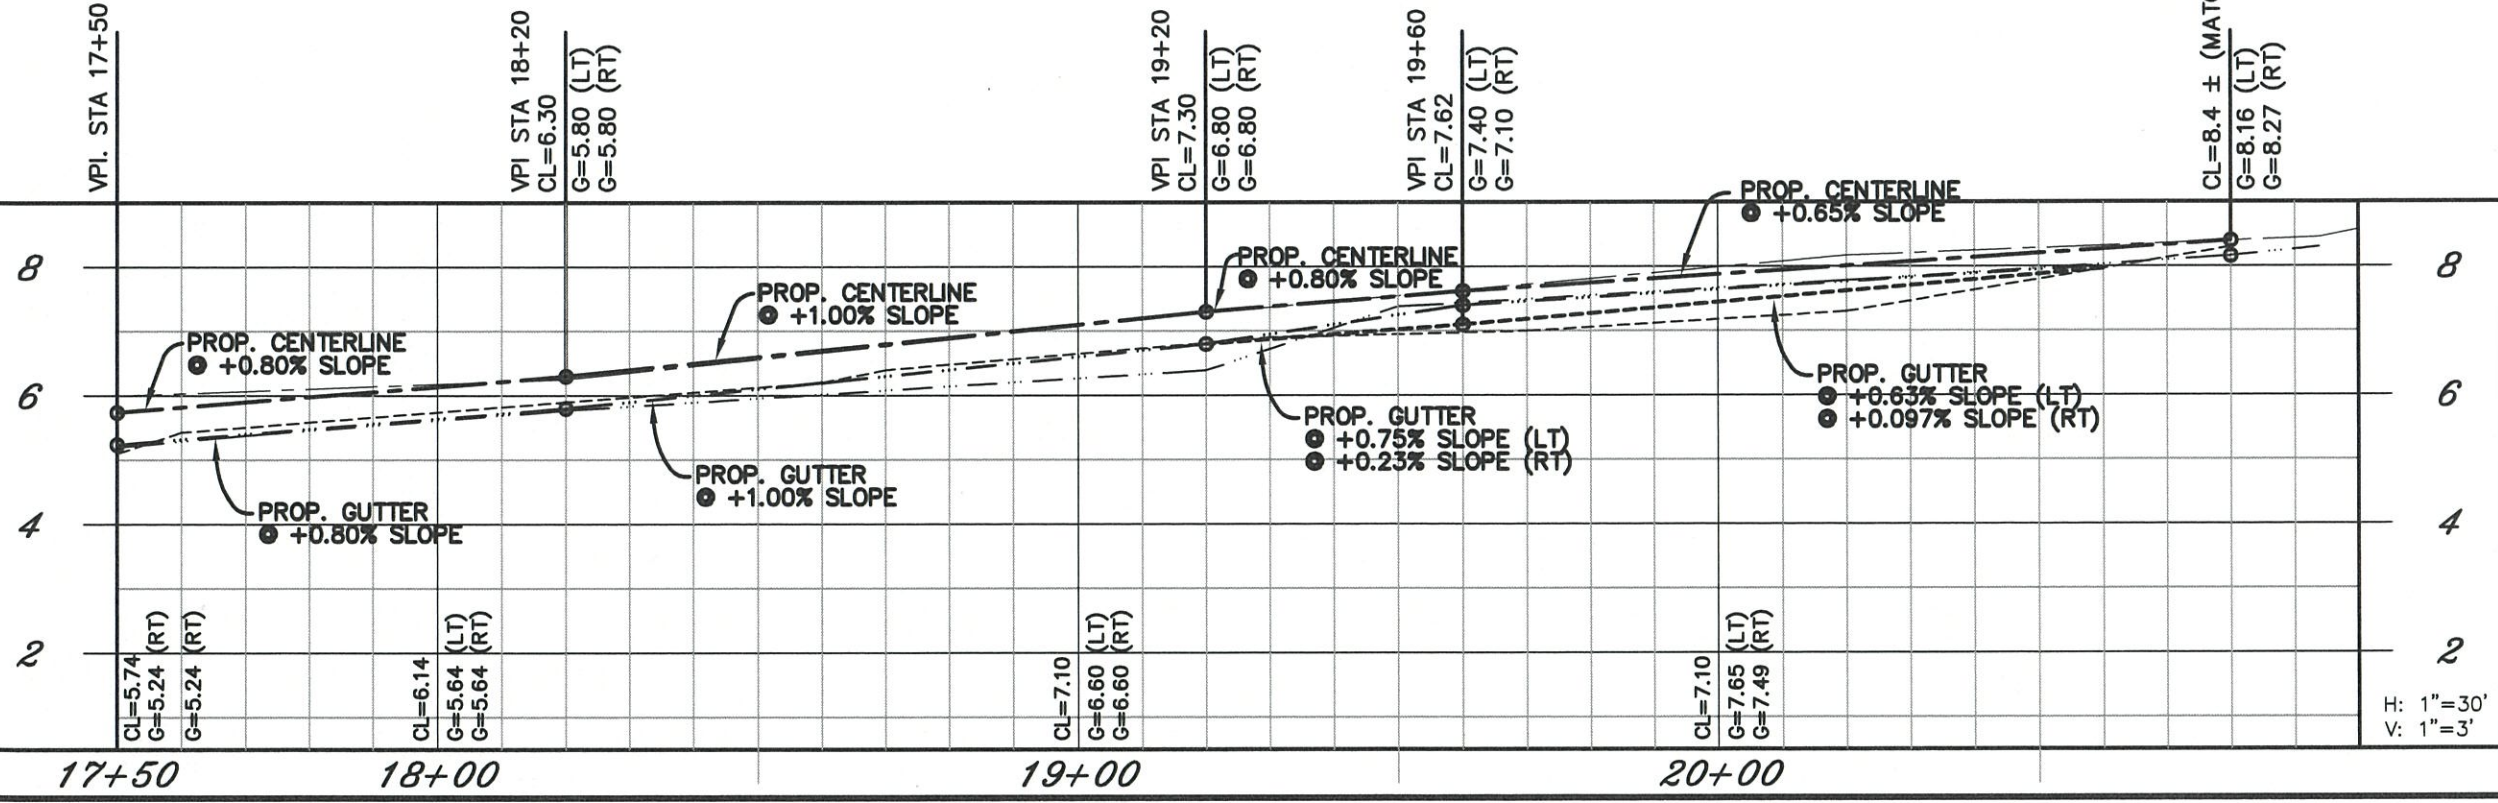 VPI. STA 17+50
VPI STA 18+20
CL=6.30
G=5.80 (LT)
G=5.80 (RT)
VPI STA 19+20
CL=7.30
G=6.80 (LT)
G=6.80 (RT)
VPI STA 19+60
CL=7.62
G=7.40 (LT)
G=7.10 (RT)
CL=8.4 ± (MAT
G=8.16 (LT)
G=8.27 (RT)
PROP. CENTERLINE
@ +0.65% SLOPE
PROP. CENTERLINE
@ +0.80% SLOPE
8
8
PROP. CENTERLINE
@ +1.00% SLOPE
PROP. CENTERLINE
@ +0.80% SLOPE
6
6
PROP. GUTTER
@ +0.63% SLOPE (LT)
@ +0.097% SLOPE (RT)
PROP. GUTTER
@ +0.75% SLOPE (LT)
@ +0.23% SLOPE (RT)
PROP. GUTTER
@ +1.00% SLOPE
PROP. GUTTER
@ +0.80% SLOPE
4
4
2
2
CL=5.74
G=5.24 (RT)
G=5.24 (RT)
CL=6.14
G=5.64 (LT)
G=5.64 (RT)
CL=7.10
G=6.60 (LT)
G=6.60 (RT)
CL=7.10
G=7.65 (LT)
G=7.49 (RT)
H: 1"=30'
V: 1"=3'
17+50
18+00
19+00
20+00